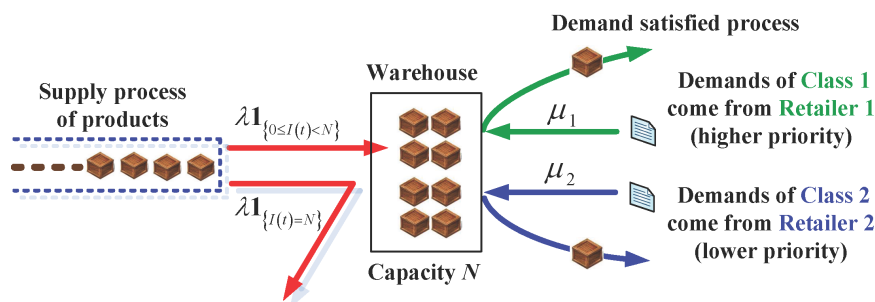 Supply process
of products
λ1{0≤I(t)<N}
λ1{I(t)=N}
Warehouse
Capacity N
Demand satisfied process
μ1
Demands of Class 1
come from Retailer 1
(higher priority)
μ2
Demands of Class 2
come from Retailer 2
(lower priority)